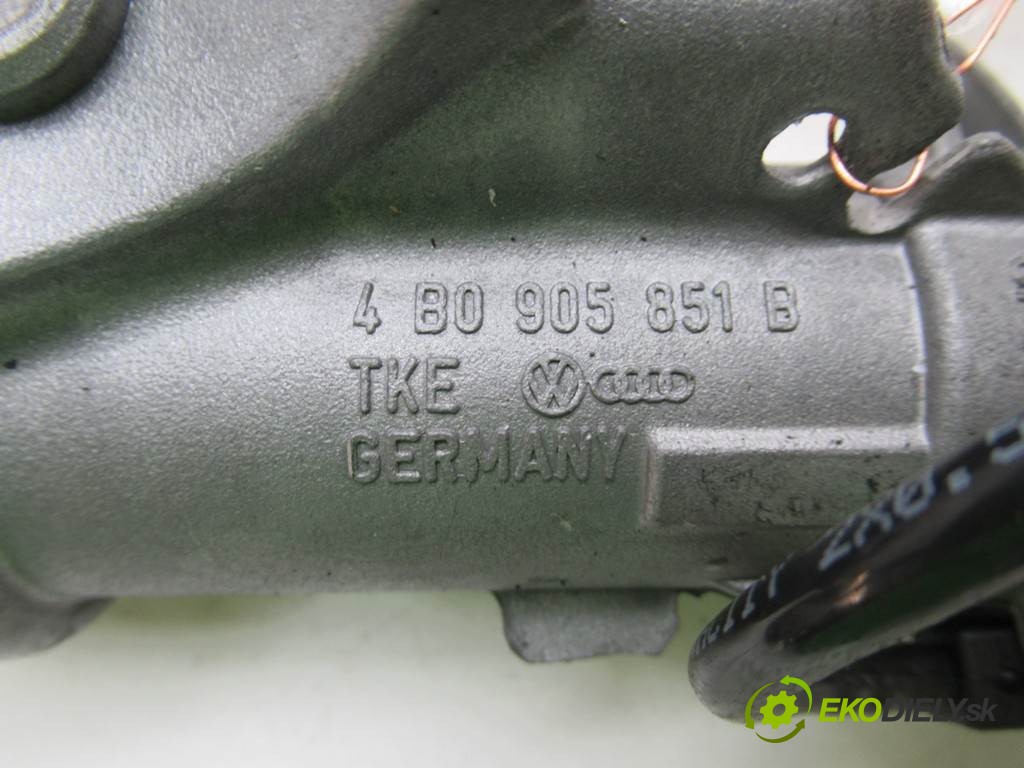 4 B0 905 851 B
TKE
GERMANY
EKODIELY.sk